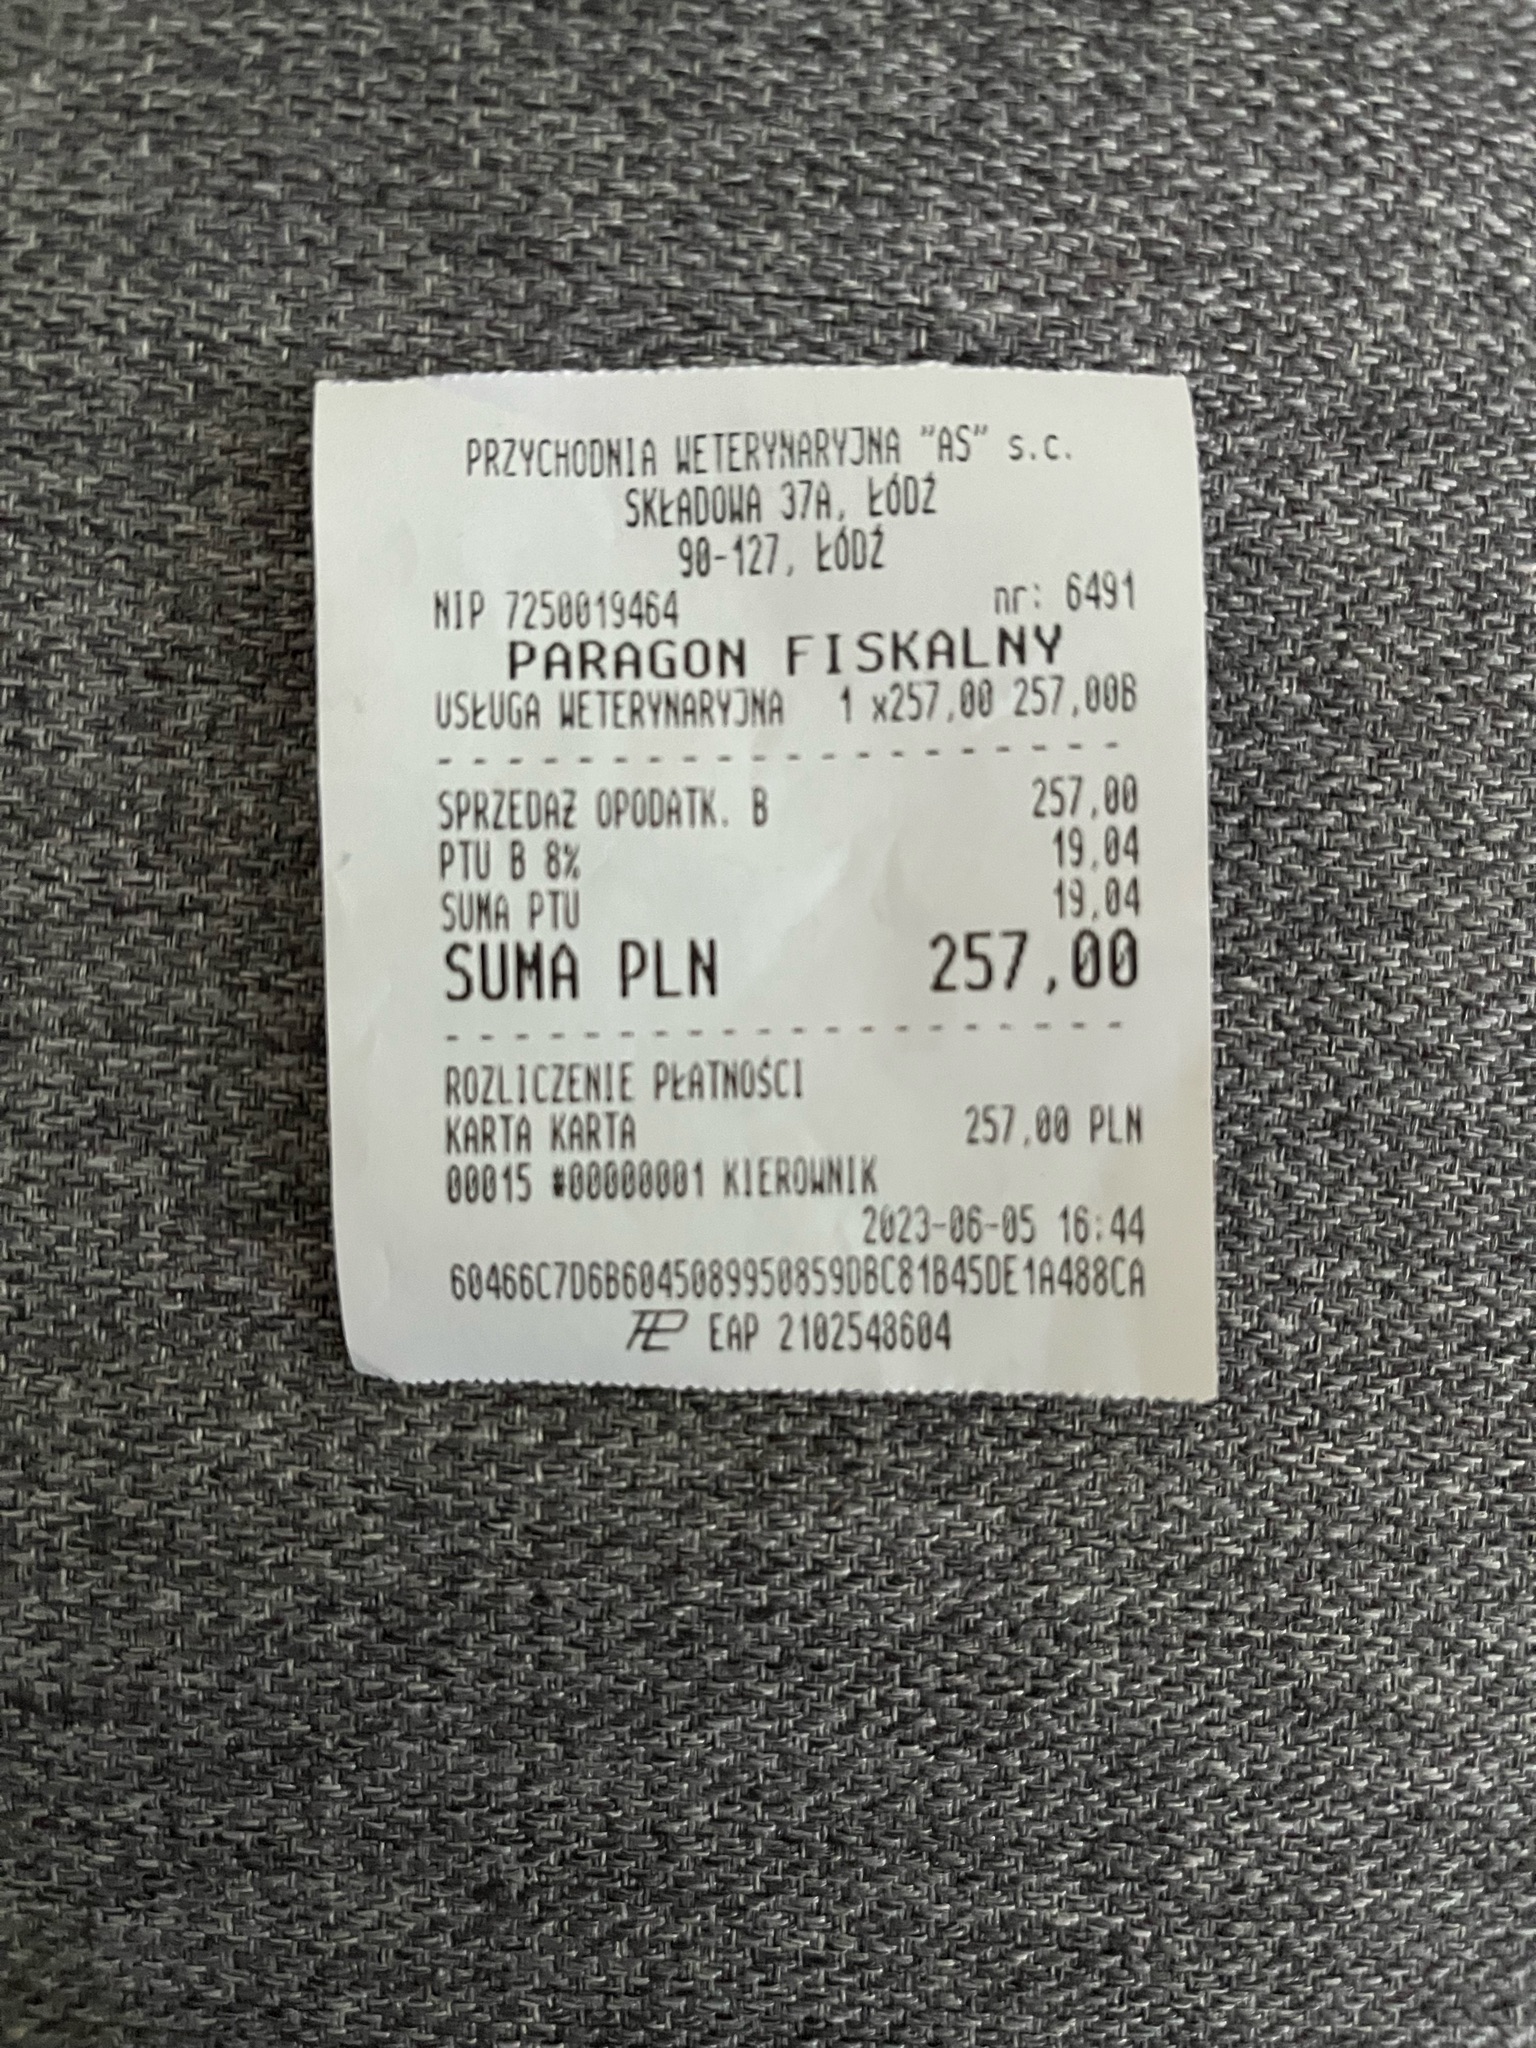 PRZYCHODNIA WETERYNARYJNA "AS" s.c.
SKŁADOWA 37A, ŁÓDŹ
90-127, ŁÓDŹ
NIP 7250019464 nr: 6491
PARAGON FISKALNY
USŁUGA WETERYNARYJNA 1 x257,00 257,00B
- - - - - - - - - - - - - - - - - - - -
SPRZEDAŻ OPODATK. B 257,00
PTU B 8% 19,04
SUMA PTU 19,04
SUMA PLN 257,00
- - - - - - - - - - - - - - - - - - - -
ROZLICZENIE PŁATNOŚCI
KARTA KARTA 257,00 PLN
00015 #00000001 KIEROWNIK
2023-06-05 16:44
60466C7D6B6045089950859DBC81B45DE1A488CA
EAP 2102548604